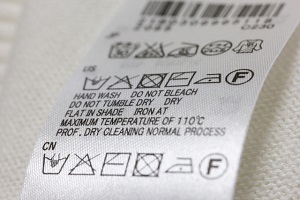 US
F
HAND WASH DO NOT BLEACH
DO NOT TUMBLE DRY DRY
FLAT IN SHADE IRON AT
MAXIMUM TEMPERATURE OF 110°C
PROF. DRY CLEANING NORMAL PROCESS
CN
F